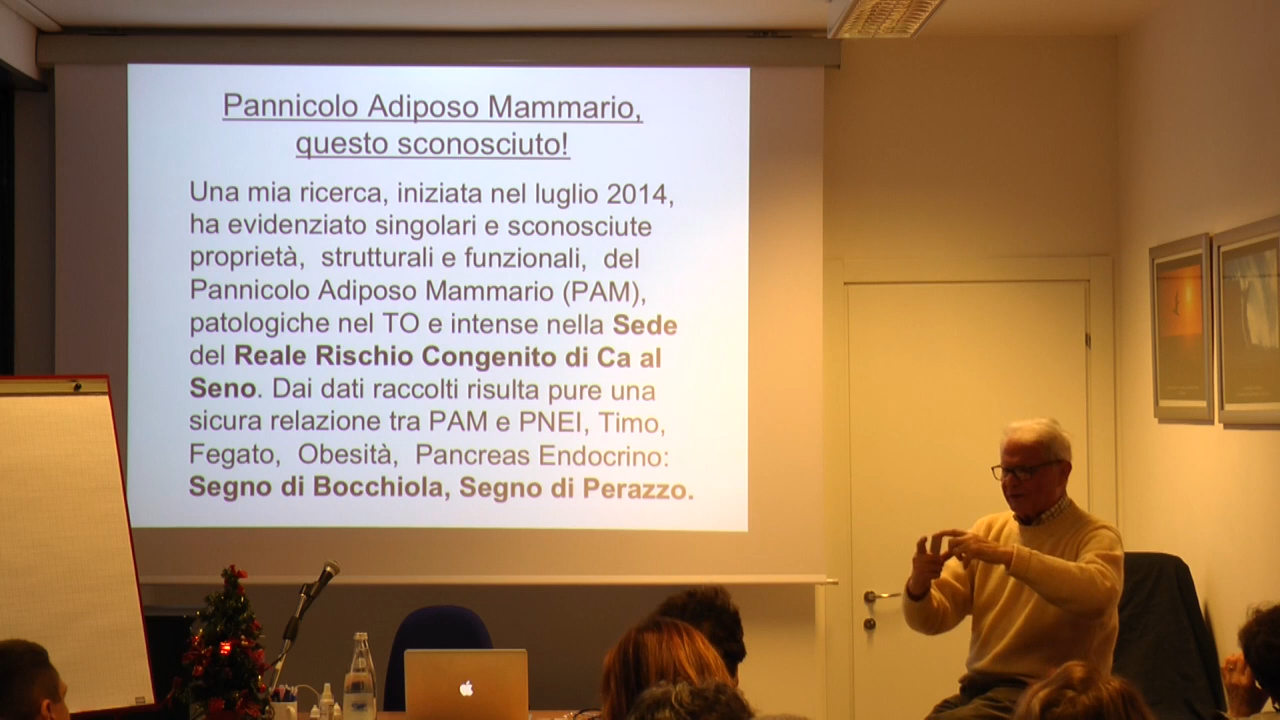 Pannicolo Adiposo Mammario,
questo sconosciuto!
Una mia ricerca, iniziata nel luglio 2014,
ha evidenziato singolari e sconosciute
proprietà, strutturali e funzionali, del
Pannicolo Adiposo Mammario (PAM),
patologiche nel TO e intense nella Sede
del Reale Rischio Congenito di Ca al
Seno. Dai dati raccolti risulta pure una
sicura relazione tra PAM e PNEI, Timo,
Fegato, Obesità, Pancreas Endocrino:
Segno di Bocchiola, Segno di Perazzo.